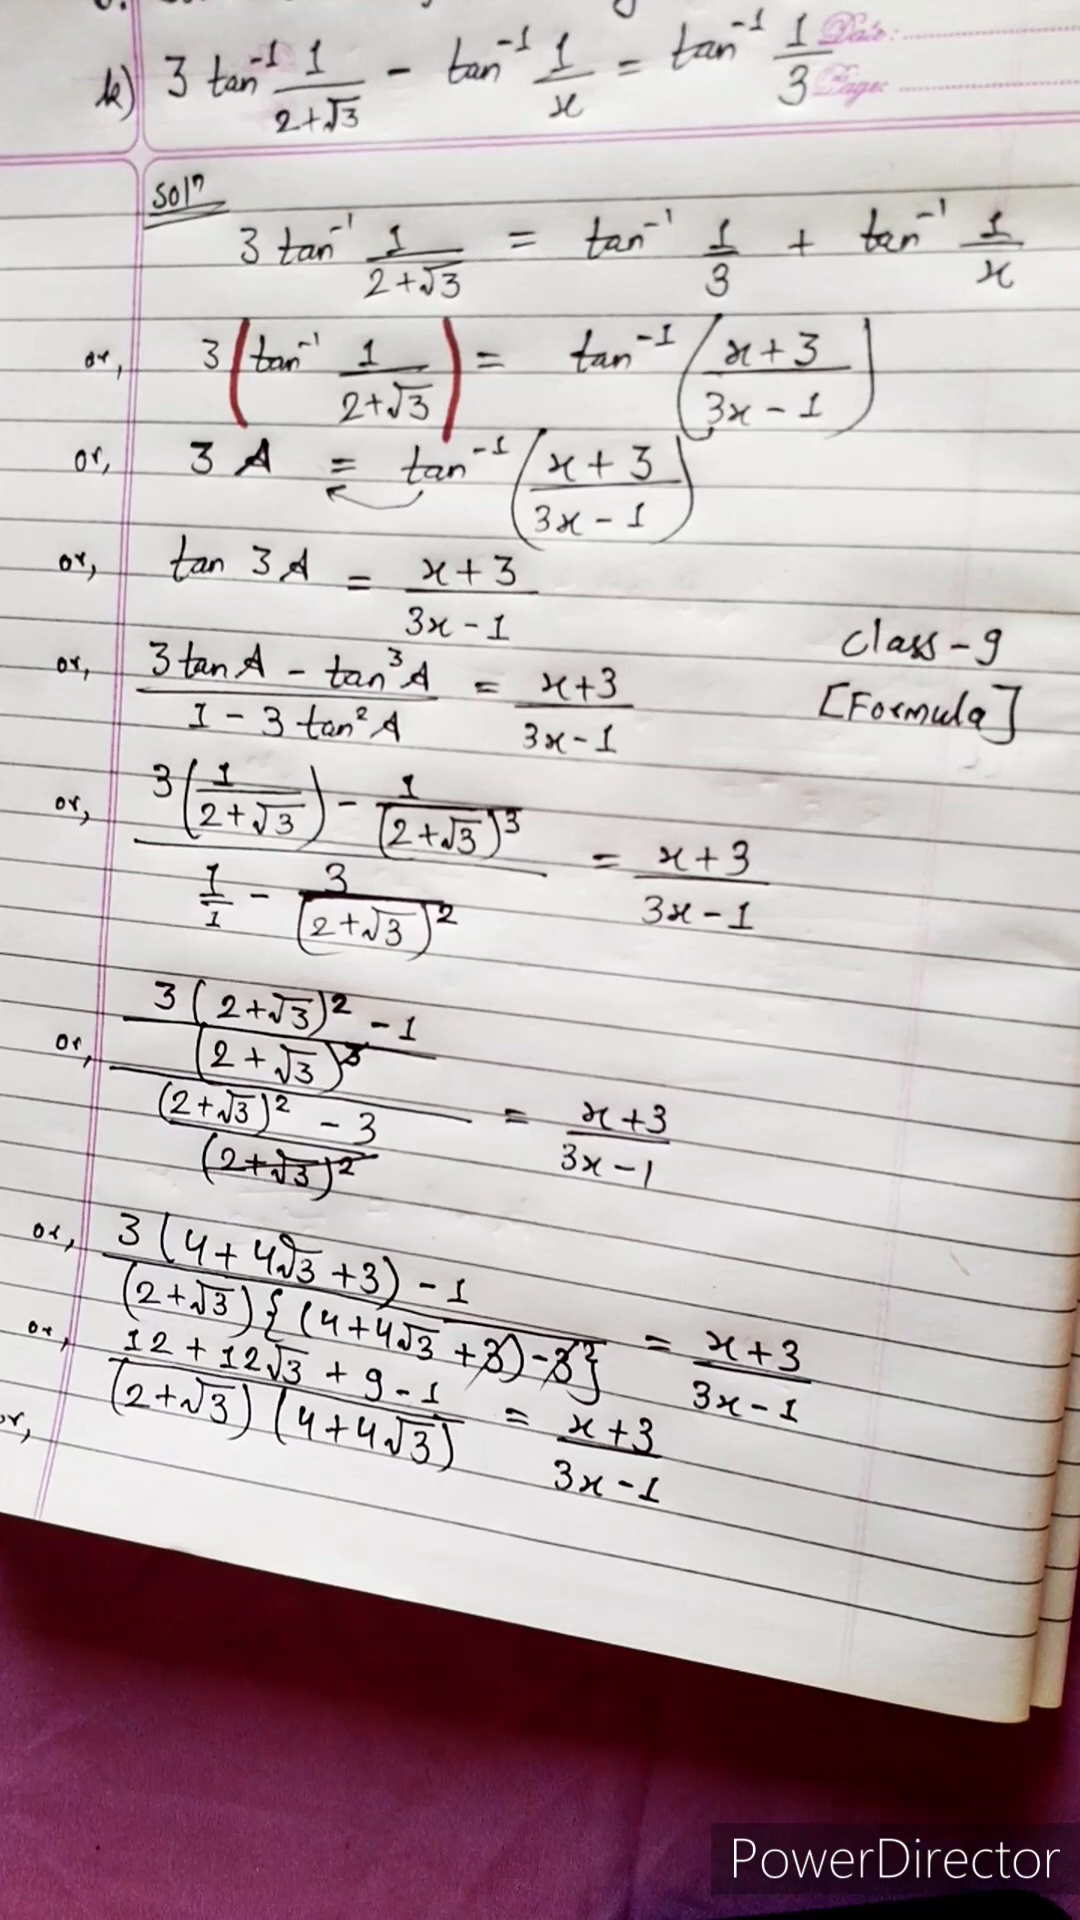 k) 3 tan⁻¹ 1/(2+√3) - tan⁻¹ 1/x = tan⁻¹ 1/3
Date:
Page:
Solⁿ
3 tan⁻¹ 1/(2+√3) = tan⁻¹ 1/3 + tan⁻¹ 1/x
or, 3 (tan⁻¹ 1/(2+√3)) = tan⁻¹ ((x+3)/(3x-1))
or, 3 A = tan⁻¹ ((x+3)/(3x-1))
or, tan 3A = (x+3)/(3x-1)
or, (3 tan A - tan³A)/(1 - 3 tan²A) = (x+3)/(3x-1)
Class-9
[Formula]
or, (3(1/(2+√3)) - 1/(2+√3)³)/(1/1 - 3/(2+√3)²) = (x+3)/(3x-1)
or, ((3(2+√3)² - 1)/(2+√3)³)/(((2+√3)² - 3)/(2+√3)²) = (x+3)/(3x-1)
or, (3(4+4√3+3) - 1)/((2+√3){(4+4√3+3)-3}) = (x+3)/(3x-1)
or, (12+12√3+9-1)/((2+√3)(4+4√3)) = (x+3)/(3x-1)
or,
PowerDirector